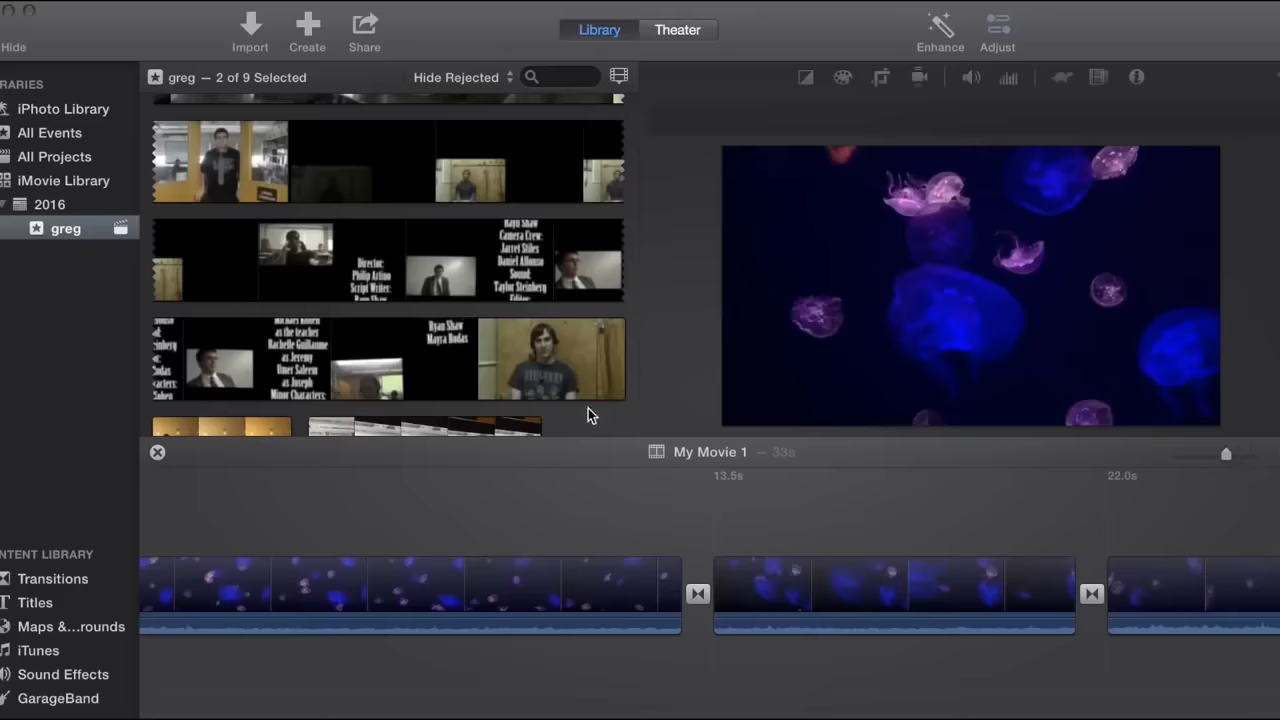 Library
Theater
Hide
Import
Create
Share
Enhance
Adjust
RARIES
greg — 2 of 9 Selected
Hide Rejected
iPhoto Library
All Events
All Projects
iMovie Library
2016
greg
Director:
Philip Artino
Script Writer:
Camera Crew:
Jarret Stiles
Daniel Alfonso
Sound:
Taylor Steinberg
as the teacher
Rachelle Guillaume
as Jeremy
Omer Saleem
as Joseph
Minor Characters:
Ryan Shaw
Mayra Rodas
My Movie 1 — 33s
13.5s
22.0s
NTENT LIBRARY
Transitions
Titles
Maps &...rounds
iTunes
Sound Effects
GarageBand